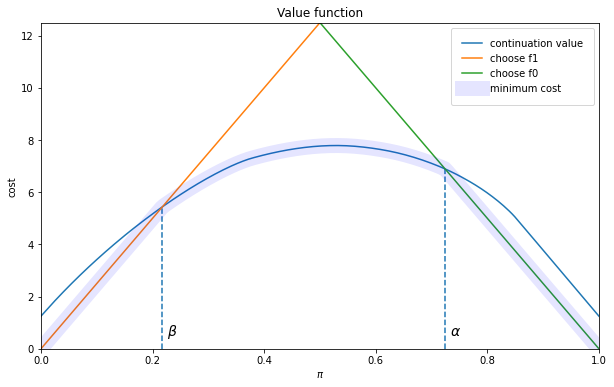 Value function
continuation value
choose f1
choose f0
minimum cost
cost
12
10
8
6
4
2
0
β
α
0.0 0.2 0.4 0.6 0.8 1.0
π